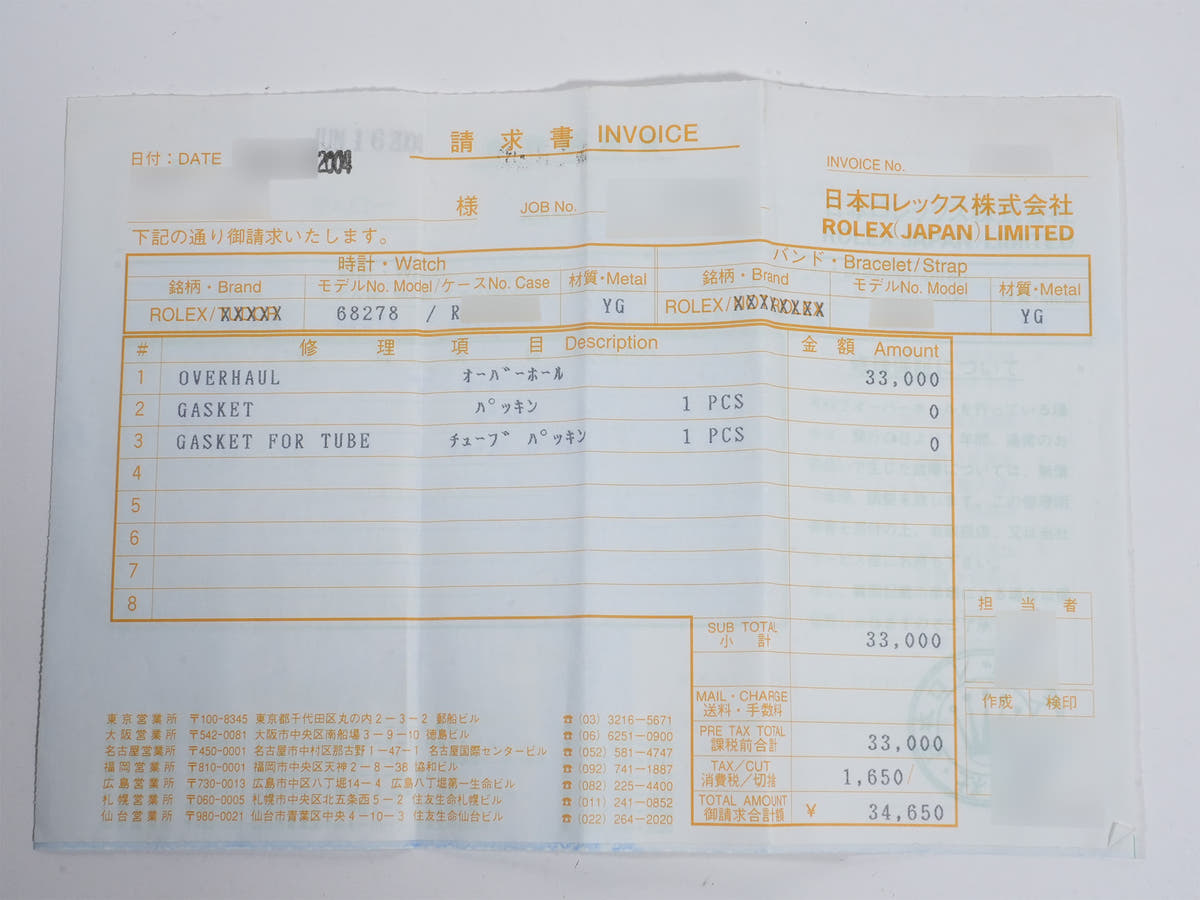 請求書 INVOICE
日付：DATE 2004
INVOICE No.
様 JOB No.
日本ロレックス株式会社
ROLEX(JAPAN)LIMITED
下記の通り御請求いたします。
時計・Watch
バンド・Bracelet/Strap
銘柄・Brand モデルNo. Model/ケースNo. Case 材質・Metal 銘柄・Brand モデルNo. Model 材質・Metal
ROLEX/ 68278 / R YG ROLEX/ YG
# 修理項目 Description 金額 Amount
1 OVERHAUL オーバーホール 33,000
2 GASKET パッキン 1 PCS 0
3 GASKET FOR TUBE チューブ パッキン 1 PCS 0
4
5
6
7
8
担当者
SUB TOTAL
小計 33,000
作成 検印
MAIL・CHARGE
送料・手数料
PRE TAX TOTAL
課税前合計 33,000
TAX/CUT
消費税/切捨 1,650/
TOTAL AMOUNT
御請求合計額 ¥ 34,650
東京営業所 〒100-8345 東京都千代田区丸の内2-3-2 郵船ビル ☎(03) 3216-5671
大阪営業所 〒542-0081 大阪市中央区南船場3-9-10 徳島ビル ☎(06) 6251-0900
名古屋営業所 〒450-0001 名古屋市中村区那古野1-47-1 名古屋国際センタービル ☎(052) 581-4747
福岡営業所 〒810-0001 福岡市中央区天神2-8-38 協和ビル ☎(092) 741-1887
広島営業所 〒730-0013 広島市中区八丁堀14-4 広島八丁堀第一生命ビル ☎(082) 225-4400
札幌営業所 〒060-0005 札幌市中央区北五条西5-2 住友生命札幌ビル ☎(011) 241-0852
仙台営業所 〒980-0021 仙台市青葉区中央4-10-3 住友生命仙台ビル ☎(022) 264-2020